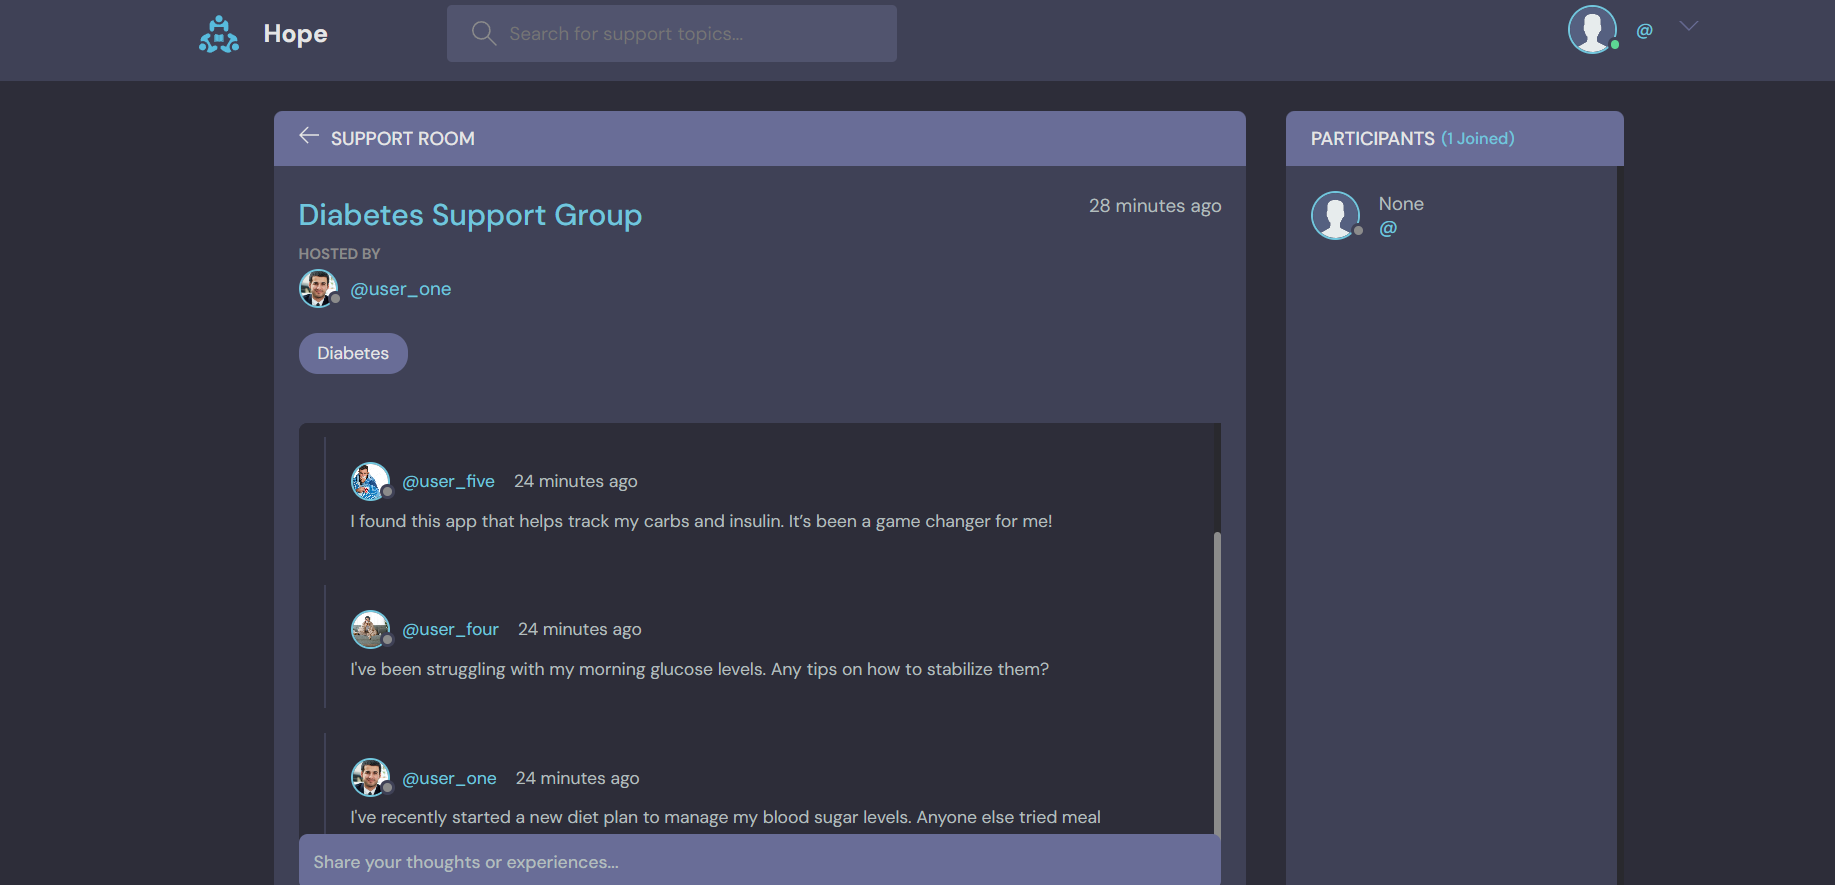 Hope
Search for support topics...
@
SUPPORT ROOM
Diabetes Support Group
28 minutes ago
HOSTED BY
@user_one
Diabetes
@user_five 24 minutes ago
I found this app that helps track my carbs and insulin. It’s been a game changer for me!
@user_four 24 minutes ago
I've been struggling with my morning glucose levels. Any tips on how to stabilize them?
@user_one 24 minutes ago
I've recently started a new diet plan to manage my blood sugar levels. Anyone else tried meal
Share your thoughts or experiences...
PARTICIPANTS (1 Joined)
None
@